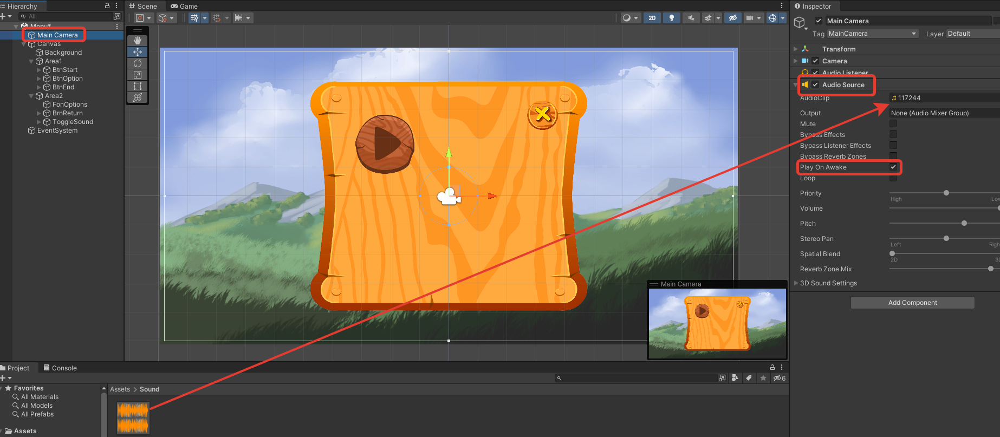 Hierarchy
All
Menu*
Main Camera
Canvas
Background
Area1
BtnStart
BtnOption
BtnEnd
Area2
FonOptions
BrnReturn
ToggleSound
EventSystem
Scene
Game
2D
Main Camera
Inspector
Main Camera
Tag MainCamera Layer Default
Transform
Camera
Audio Listener
Audio Source
AudioClip 117244
Output None (Audio Mixer Group)
Mute
Bypass Effects
Bypass Listener Effects
Bypass Reverb Zones
Play On Awake
Loop
Priority
High Low
Volume
Pitch
Stereo Pan
Left Righ
Spatial Blend
2D 3D
Reverb Zone Mix
3D Sound Settings
Add Component
Project
Console
6
Favorites
All Materials
All Models
All Prefabs
Assets
Assets > Sound